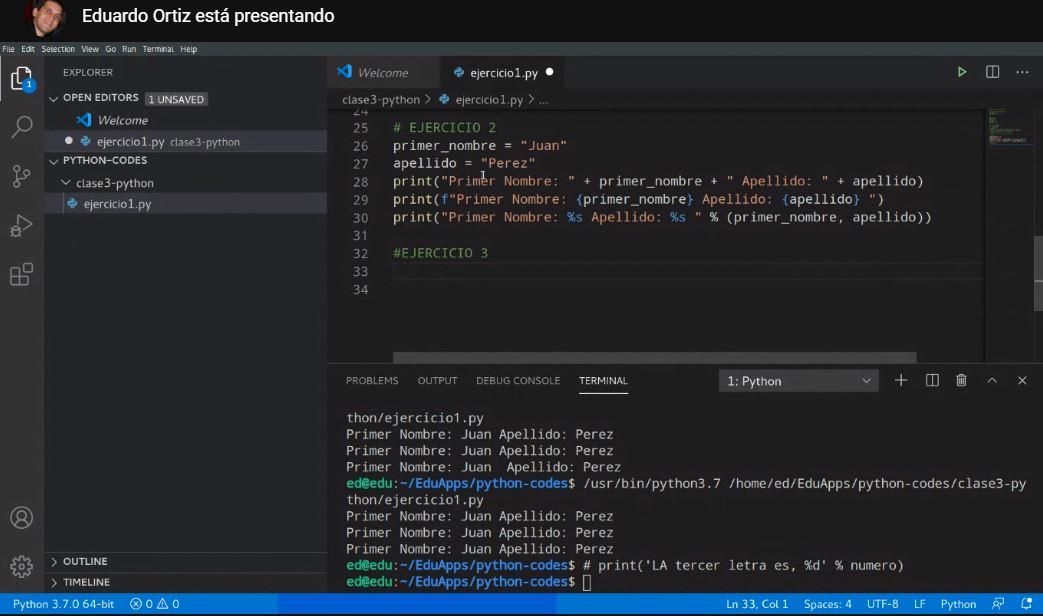 Eduardo Ortiz está presentando
File Edit Selection View Go Run Terminal Help
EXPLORER
OPEN EDITORS 1 UNSAVED
Welcome
ejercicio1.py clase3-python
PYTHON-CODES
clase3-python
ejercicio1.py
OUTLINE
TIMELINE
1
Welcome ejercicio1.py
clase3-python > ejercicio1.py > ...
24
25 # EJERCICIO 2
26 primer_nombre = "Juan"
27 apellido = "Perez"
28 print("Primer Nombre: " + primer_nombre + " Apellido: " + apellido)
29 print(f"Primer Nombre: {primer_nombre} Apellido: {apellido} ")
30 print("Primer Nombre: %s Apellido: %s " % (primer_nombre, apellido))
31
32 #EJERCICIO 3
33
34
PROBLEMS OUTPUT DEBUG CONSOLE TERMINAL 1: Python
thon/ejercicio1.py
Primer Nombre: Juan Apellido: Perez
Primer Nombre: Juan Apellido: Perez
Primer Nombre: Juan  Apellido: Perez
ed@edu:~/EduApps/python-codes$ /usr/bin/python3.7 /home/ed/EduApps/python-codes/clase3-py
thon/ejercicio1.py
Primer Nombre: Juan Apellido: Perez
Primer Nombre: Juan Apellido: Perez
Primer Nombre: Juan Apellido: Perez
ed@edu:~/EduApps/python-codes$ # print('LA tercer letra es, %d' % numero)
ed@edu:~/EduApps/python-codes$
Python 3.7.0 64-bit 0 0 Ln 33, Col 1 Spaces: 4 UTF-8 LF Python